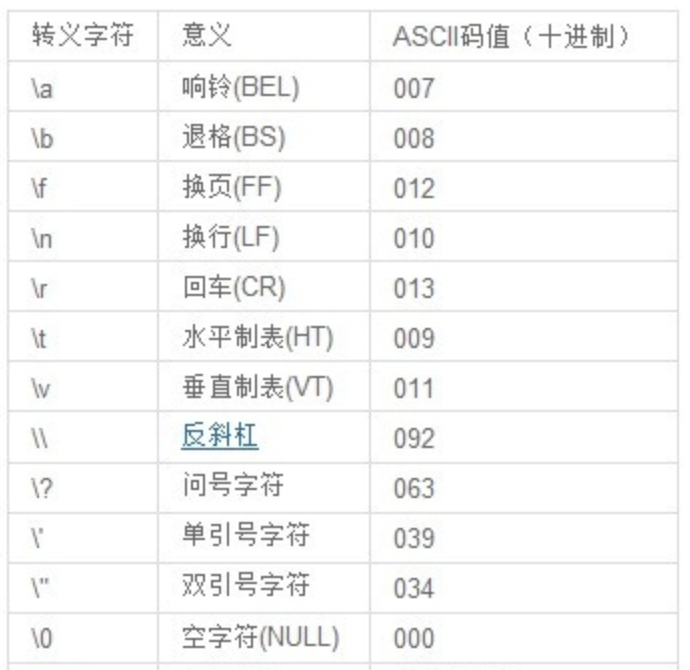 转义字符 意义 ASCII码值（十进制）
\a 响铃(BEL) 007
\b 退格(BS) 008
\f 换页(FF) 012
\n 换行(LF) 010
\r 回车(CR) 013
\t 水平制表(HT) 009
\v 垂直制表(VT) 011
\\ 反斜杠 092
\? 问号字符 063
\' 单引号字符 039
\" 双引号字符 034
\0 空字符(NULL) 000